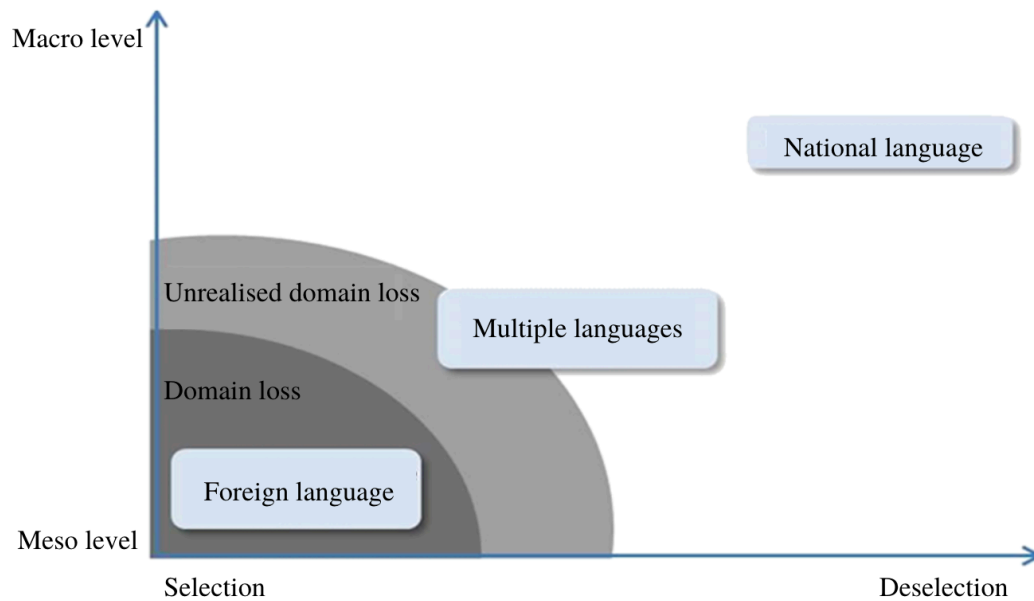 Macro level
National language
Unrealised domain loss
Multiple languages
Domain loss
Foreign language
Meso level
Selection
Deselection